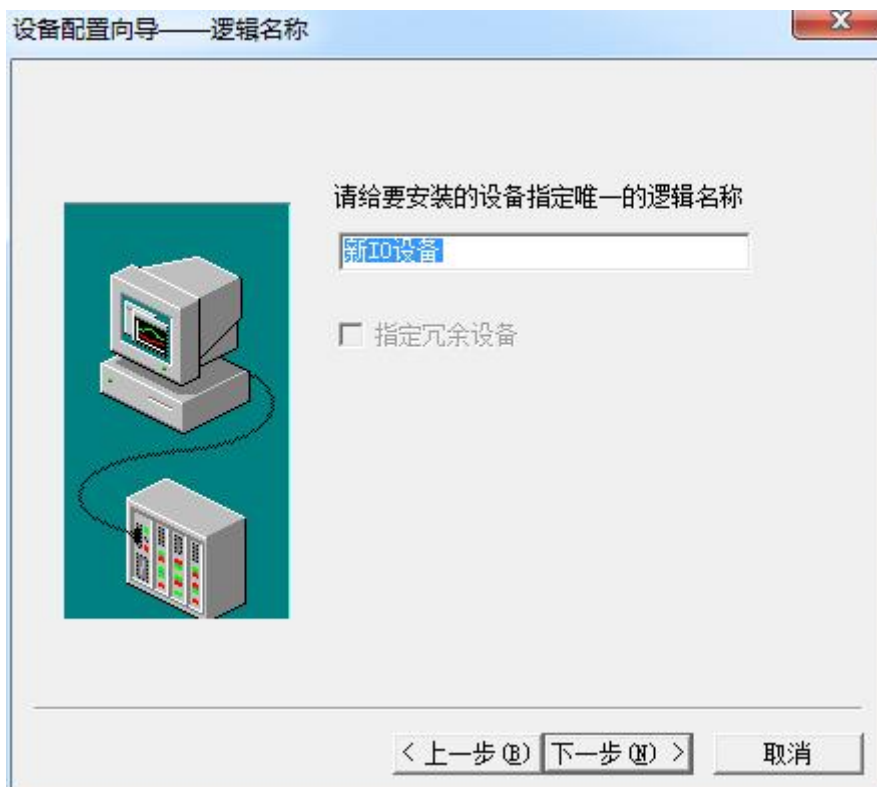 设备配置向导——逻辑名称
请给要安装的设备指定唯一的逻辑名称
新IO设备
指定冗余设备
< 上一步(B) 下一步(N) > 取消